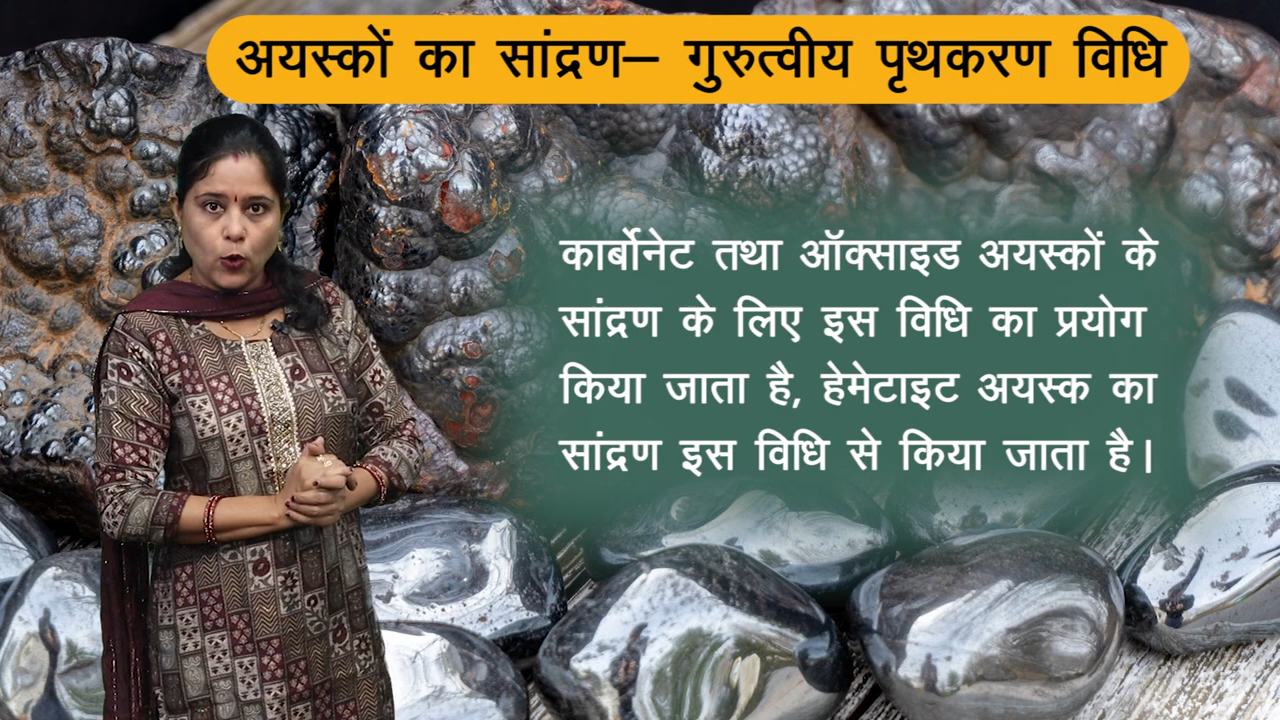 अयस्कों का सांद्रण– गुरुत्वीय पृथकरण विधि
कार्बोनेट तथा ऑक्साइड अयस्कों के
सांद्रण के लिए इस विधि का प्रयोग
किया जाता है, हेमेटाइट अयस्क का
सांद्रण इस विधि से किया जाता है।